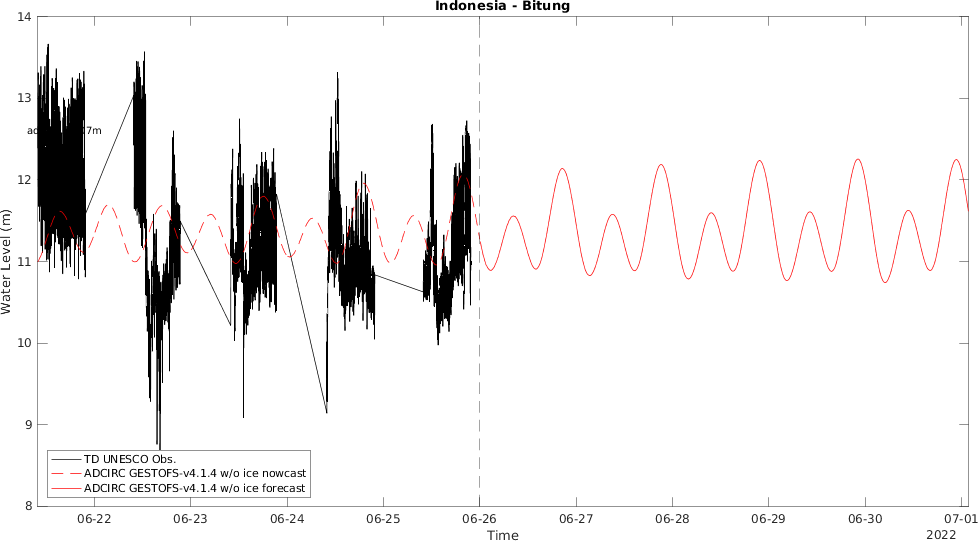 Indonesia - Bitung
Water Level (m)
14
13
12
11
10
9
8
ad
7m
TD UNESCO Obs.
ADCIRC GESTOFS-v4.1.4 w/o ice nowcast
ADCIRC GESTOFS-v4.1.4 w/o ice forecast
06-22 06-23 06-24 06-25 06-26 06-27 06-28 06-29 06-30 07-01
Time
2022